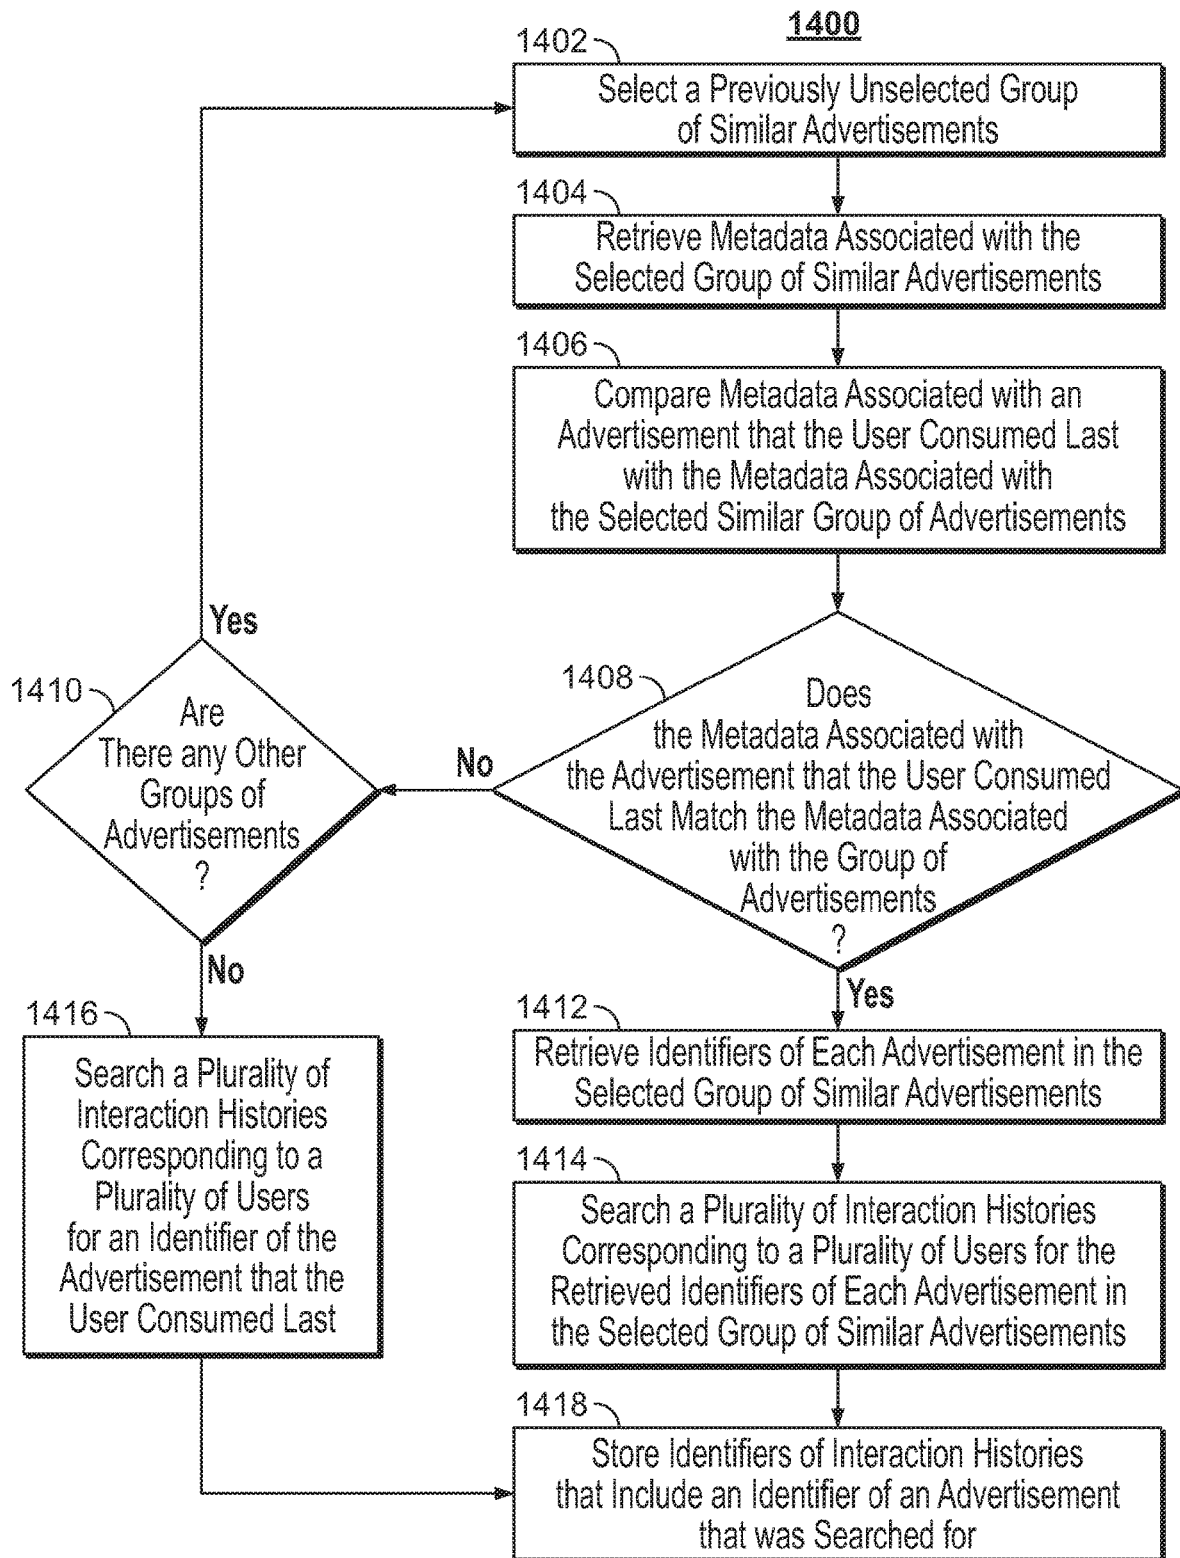 1400
1402
Select a Previously Unselected Group
of Similar Advertisements
1404
Retrieve Metadata Associated with the
Selected Group of Similar Advertisements
1406
Compare Metadata Associated with an
Advertisement that the User Consumed Last
with the Metadata Associated with
the Selected Similar Group of Advertisements
Yes
1410
Are
There any Other
Groups of
Advertisements
?
No
1408
Does
the Metadata Associated with
the Advertisement that the User Consumed
Last Match the Metadata Associated
with the Group of
Advertisements
?
No
Yes
1416
Search a Plurality of
Interaction Histories
Corresponding to a
Plurality of Users
for an Identifier of the
Advertisement that the
User Consumed Last
1412
Retrieve Identifiers of Each Advertisement in the
Selected Group of Similar Advertisements
1414
Search a Plurality of Interaction Histories
Corresponding to a Plurality of Users for the
Retrieved Identifiers of Each Advertisement in
the Selected Group of Similar Advertisements
1418
Store Identifiers of Interaction Histories
that Include an Identifier of an Advertisement
that was Searched for